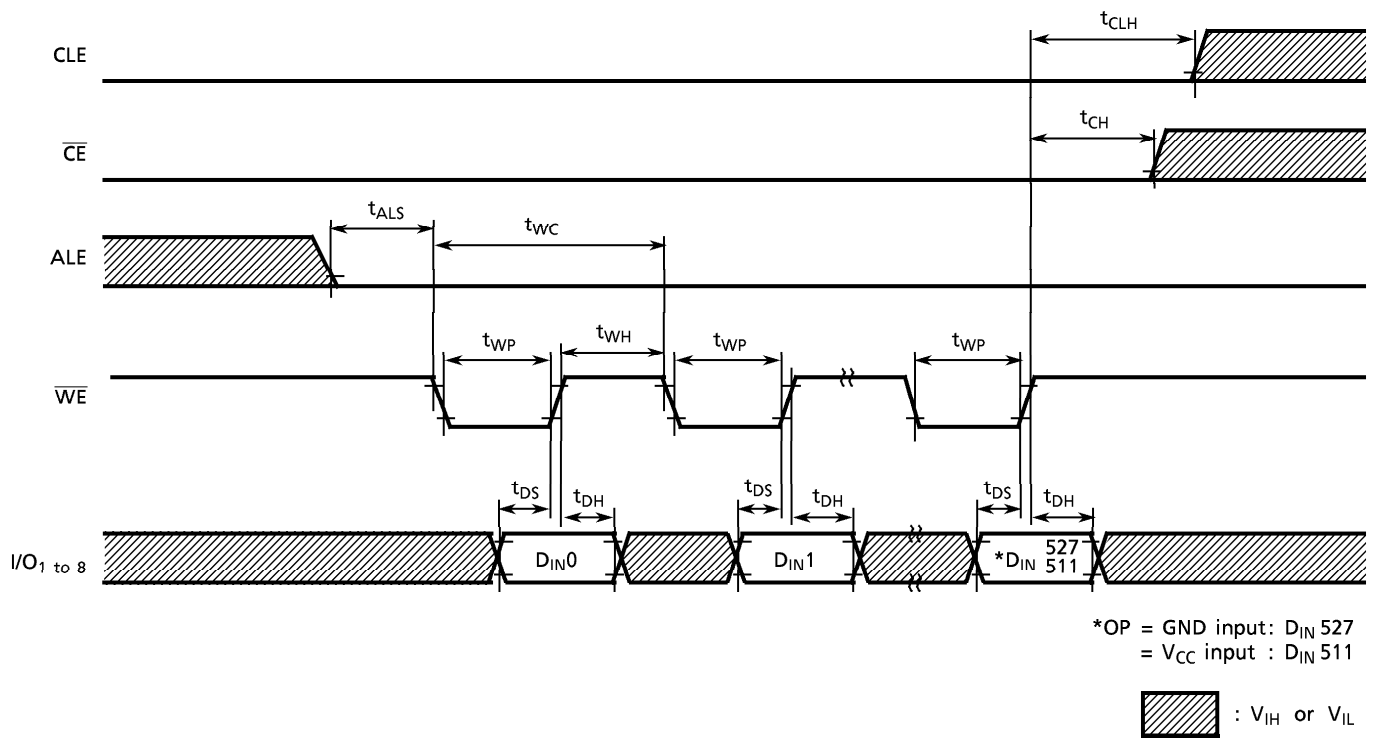 tCLH
CLE
tCH
CE
tALS
tWC
ALE
tWP tWH tWP tWP
WE
tDS tDH tDS tDH tDS tDH
I/O1 to 8 DIN0 DIN1 *DIN 527 511
*OP = GND input: DIN 527
= VCC input : DIN 511
: VIH or VIL